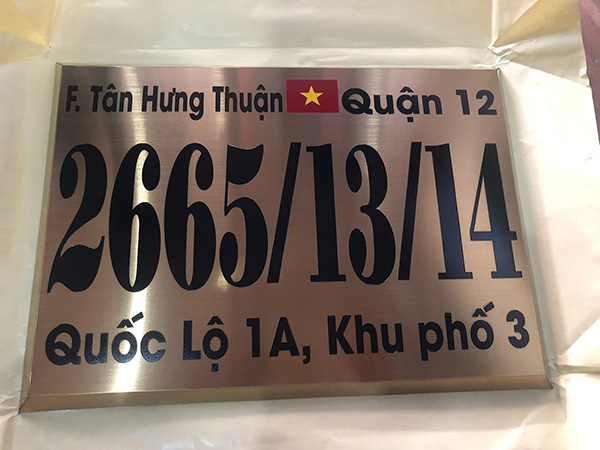 F. Tân Hưng Thuận Quận 12
2665/13/14
Quốc Lộ 1A, Khu phố 3